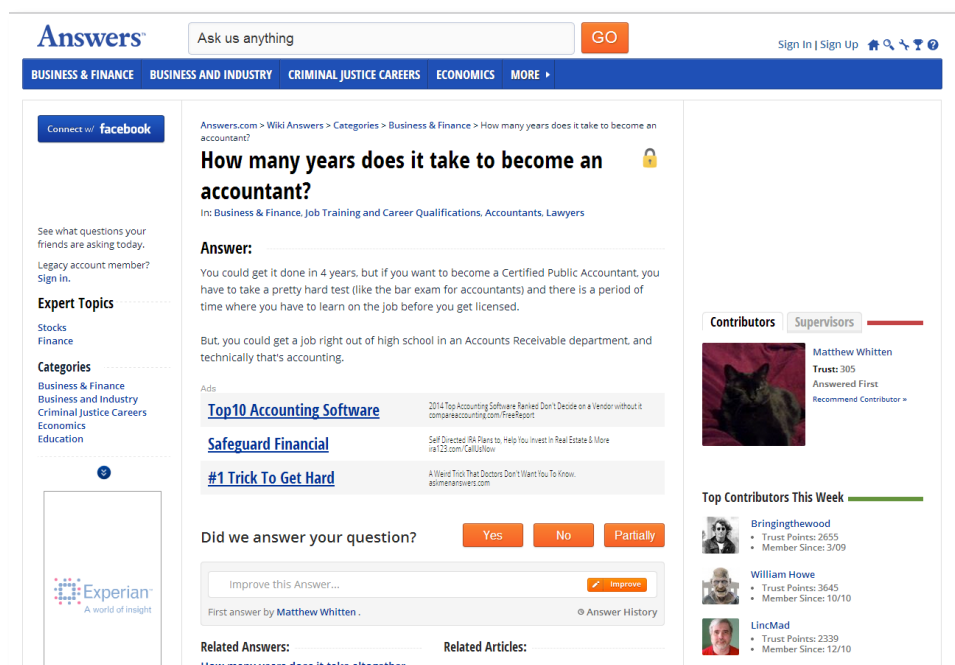 Answers™
Ask us anything
GO
Sign In | Sign Up
BUSINESS & FINANCE
BUSINESS AND INDUSTRY
CRIMINAL JUSTICE CAREERS
ECONOMICS
MORE
Connect w/ facebook
See what questions your
friends are asking today.
Legacy account member?
Sign in.
Expert Topics
Stocks
Finance
Categories
Business & Finance
Business and Industry
Criminal Justice Careers
Economics
Education
Experian™
A world of insight
Answers.com > Wiki Answers > Categories > Business & Finance > How many years does it take to become an
accountant?
How many years does it take to become an
accountant?
In: Business & Finance, Job Training and Career Qualifications, Accountants, Lawyers
Answer:
You could get it done in 4 years, but if you want to become a Certified Public Accountant, you
have to take a pretty hard test (like the bar exam for accountants) and there is a period of
time where you have to learn on the job before you get licensed.
But, you could get a job right out of high school in an Accounts Receivable department, and
technically that's accounting.
Ads
Top10 Accounting Software
2014 Top Accounting Software Ranked Don't Decide on a Vendor without it
compareaccounting.com/FreeReport
Safeguard Financial
Self Directed IRA Plans to, Help You Invest in Real Estate & More
ira123.com/CallUsNow
#1 Trick To Get Hard
A Weird Trick That Doctors Don't Want You To Know.
askmenanswers.com
Did we answer your question?
Yes
No
Partially
Improve this Answer...
Improve
First answer by Matthew Whitten .
Answer History
Related Answers:
Related Articles:
How many years does it take altogether
Contributors
Supervisors
Matthew Whitten
Trust: 305
Answered First
Recommend Contributor »
Top Contributors This Week
Bringingthewood
• Trust Points: 2655
• Member Since: 3/09
William Howe
• Trust Points: 3645
• Member Since: 10/10
LincMad
• Trust Points: 2339
• Member Since: 12/10